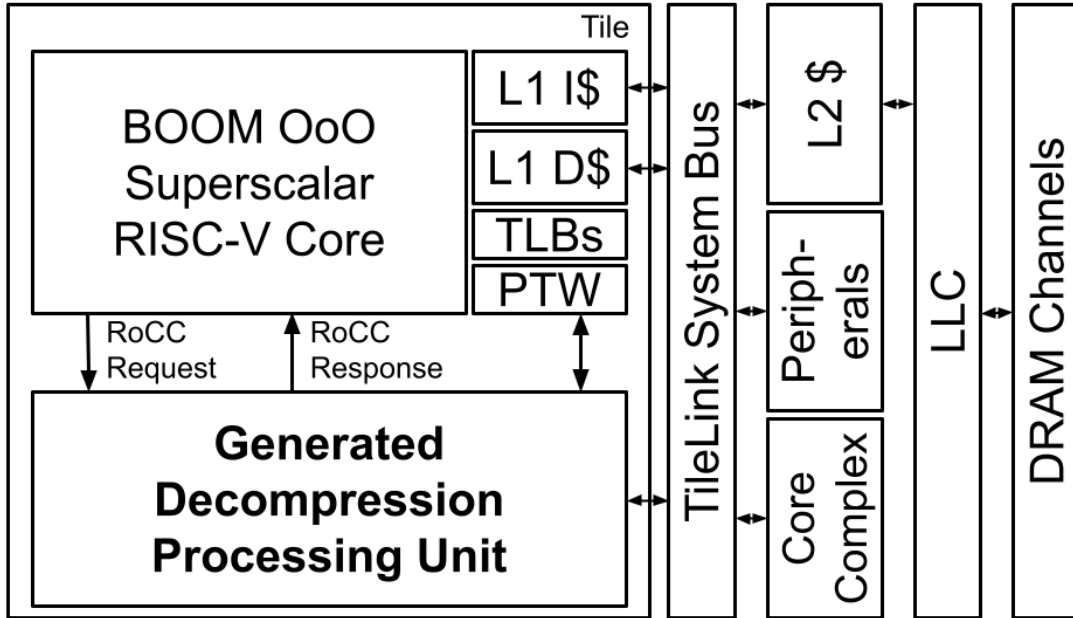 Tile
BOOM OoO
Superscalar
RISC-V Core
L1 I$
L1 D$
TLBs
PTW
RoCC
Request
RoCC
Response
Generated
Decompression
Processing Unit
TileLink System Bus
L2 $
Periph-
erals
Core
Complex
LLC
DRAM Channels